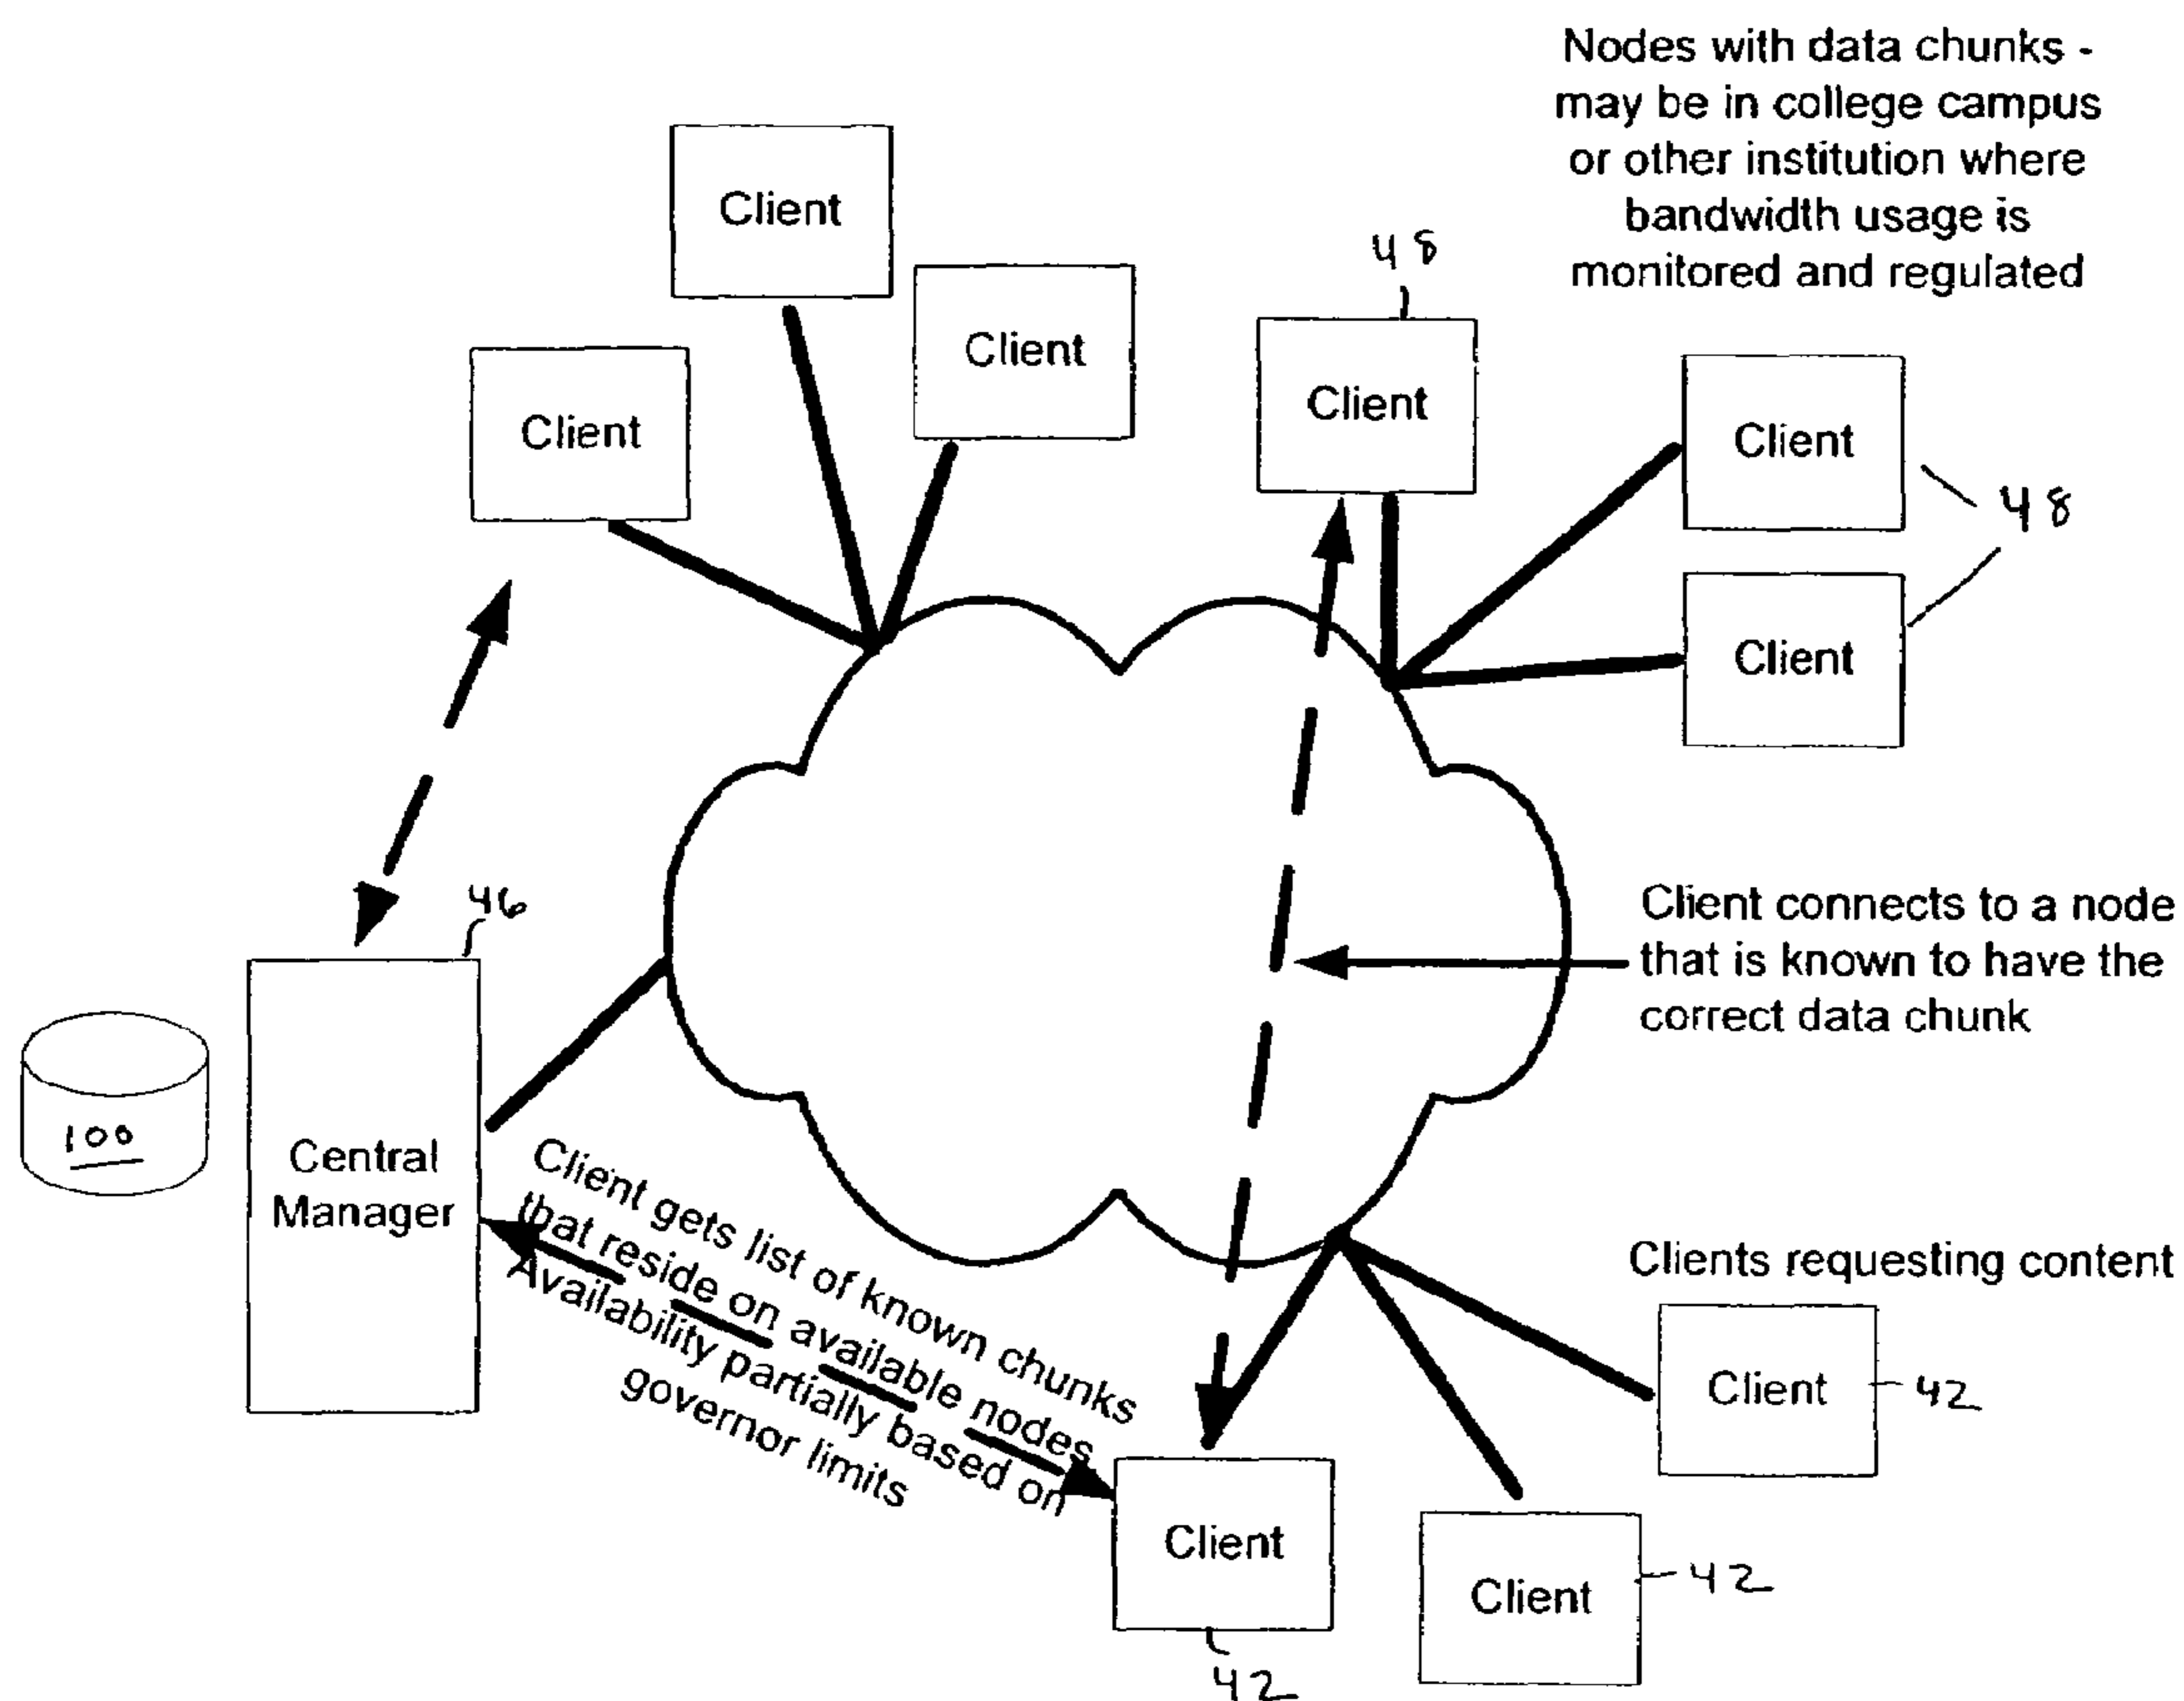 Nodes with data chunks -
may be in college campus
or other institution where
bandwidth usage is
monitored and regulated
Client
Client
Client
48
Client
Client
48
Client
46
Client connects to a node
that is known to have the
correct data chunk
100
Central
Manager
Client gets list of known chunks
that reside on available nodes
Availability partially based on
governor limits
Clients requesting content
Client
42
Client
42
Client
42